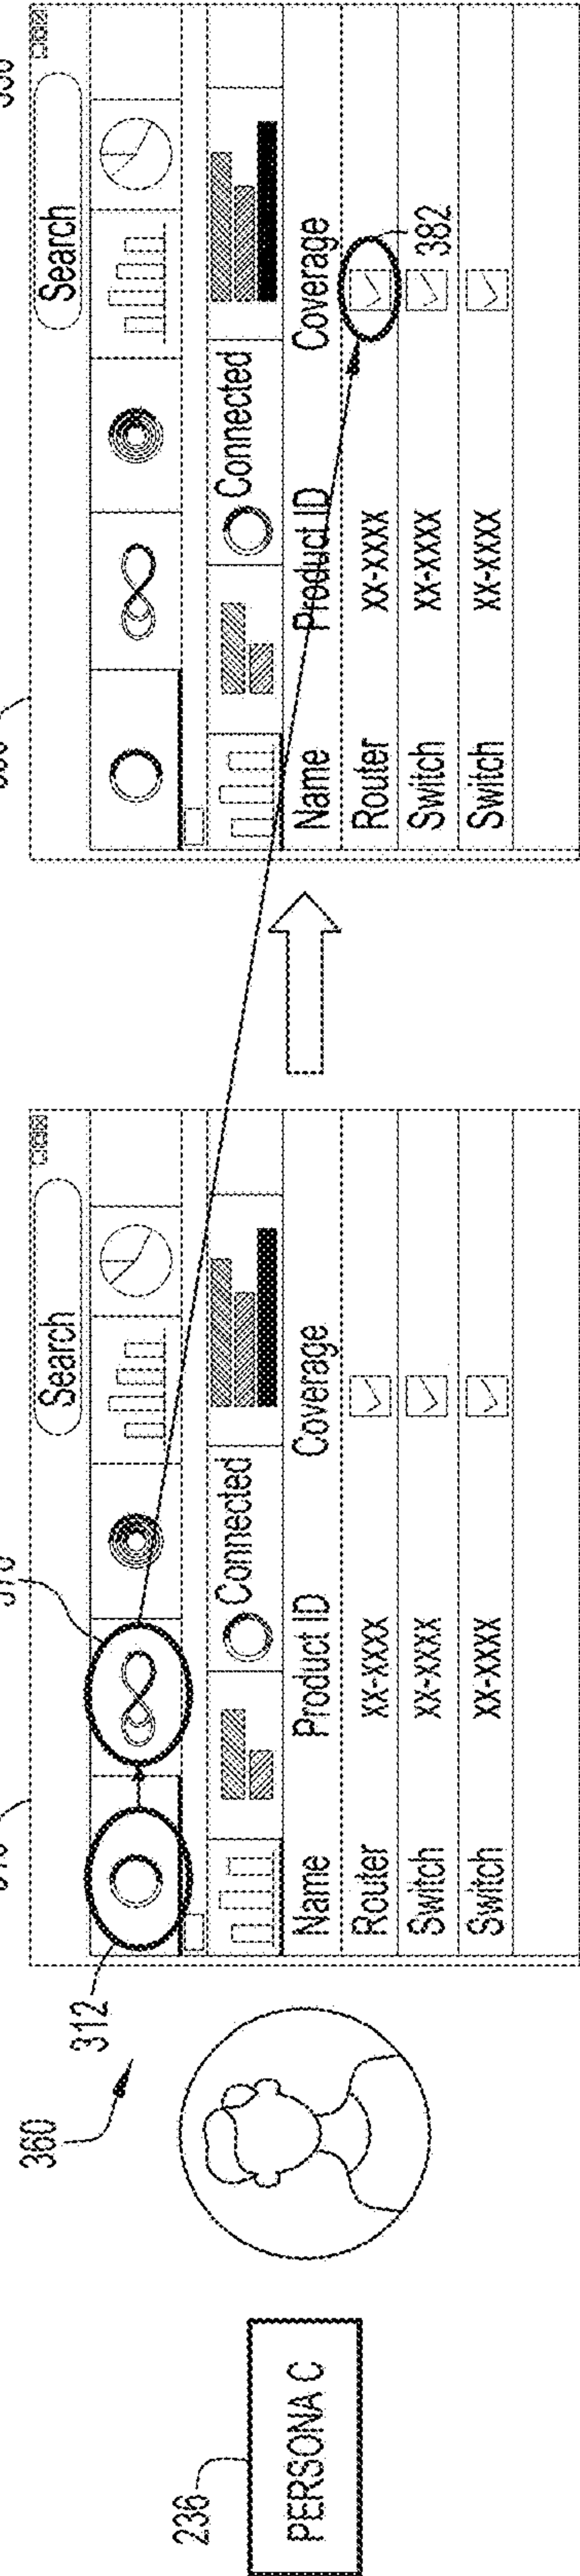 236
PERSONA C
360
312
Search
Connected
Name Product ID Coverage
Router XX-XXXX
Switch XX-XXXX
Switch XX-XXXX
Search
Connected
Name Product ID Coverage
Router XX-XXXX
Switch XX-XXXX
382
Switch XX-XXXX